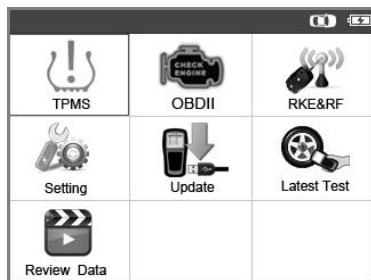 TPMS
CHECK
ENGINE
OBDII
RKE&RF
Setting
Update
Latest Test
Review Data